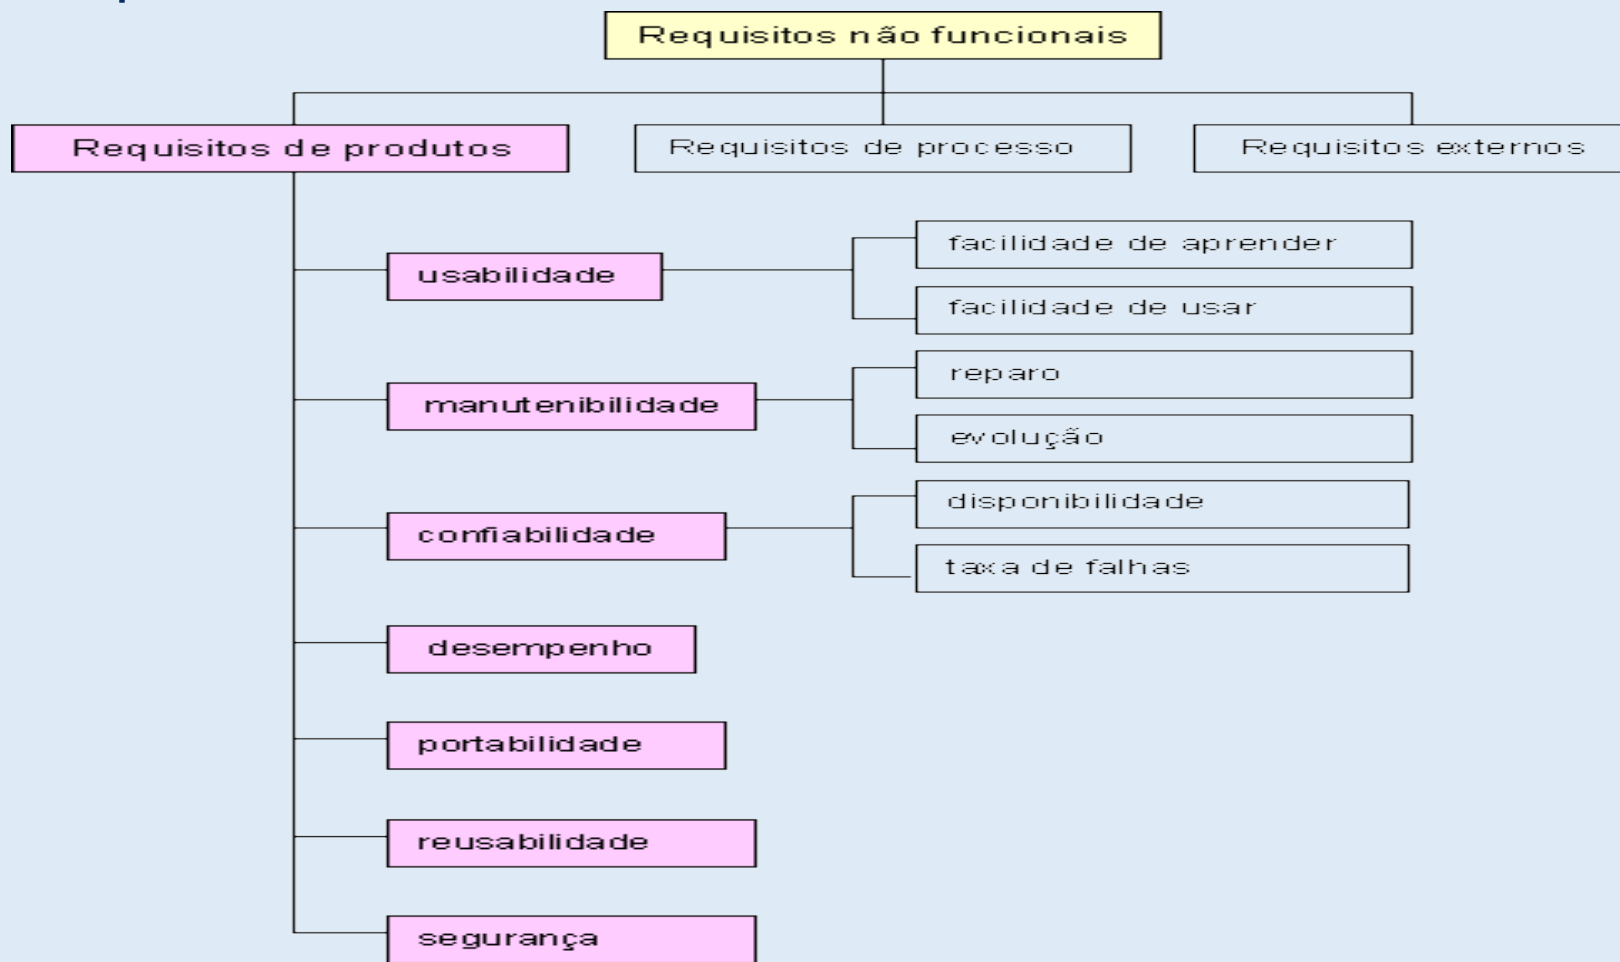 Requisitos não funcionais
Requisitos de produtos
Requisitos de processo
Requisitos externos
usabilidade
facilidade de aprender
facilidade de usar
manutenibilidade
reparo
evolução
confiabilidade
disponibilidade
taxa de falhas
desempenho
portabilidade
reusabilidade
segurança